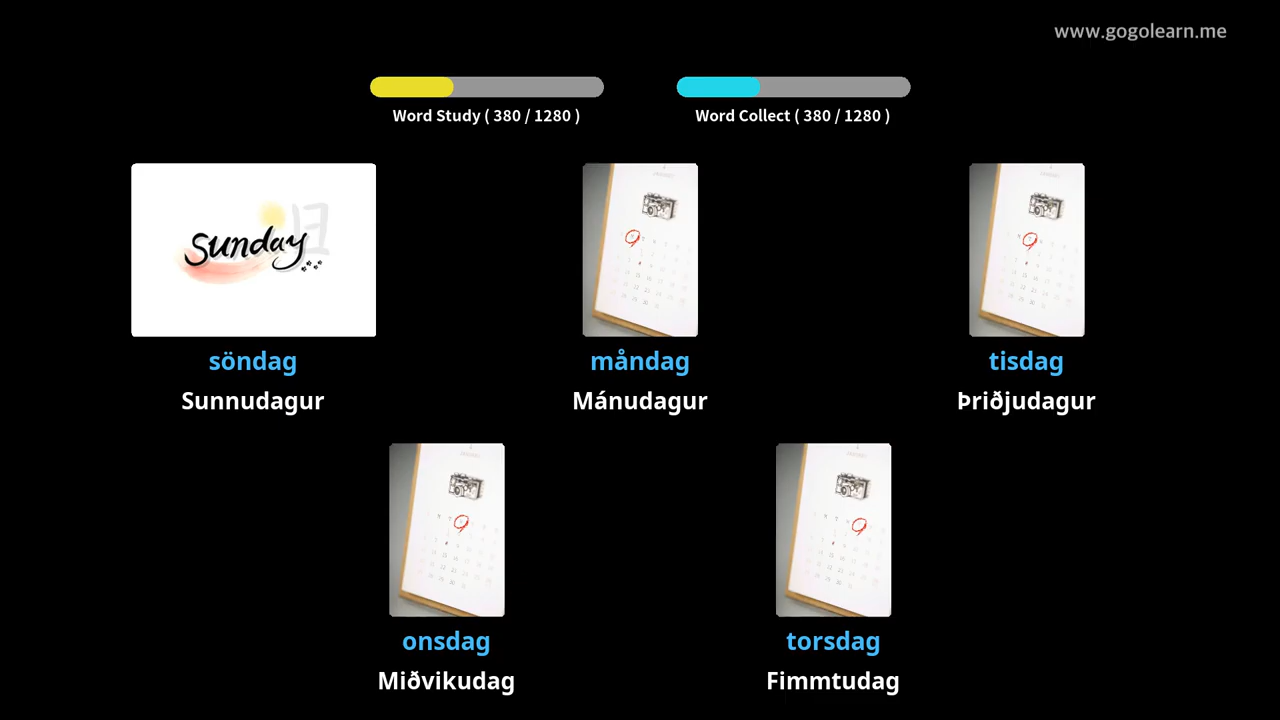 www.gogolearn.me
Word Study ( 380 / 1280 )
Word Collect ( 380 / 1280 )
Sunday
日
söndag
måndag
tisdag
Sunnudagur
Mánudagur
Þriðjudagur
onsdag
torsdag
Miðvikudag
Fimmtudag